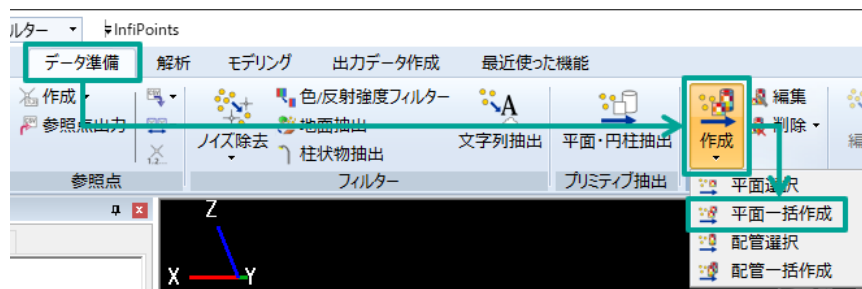 ルター InfiPoints
データ準備 解析 モデリング 出力データ作成 最近使った機能
作成 色/反射強度フィルター 編集
参照点出力 地面抽出 削除
ノイズ除去 文字列抽出 平面・円柱抽出 作成 編
柱状物抽出
参照点 フィルター プリミティブ抽出
平面選択
平面一括作成
配管選択
配管一括作成
Z
X Y